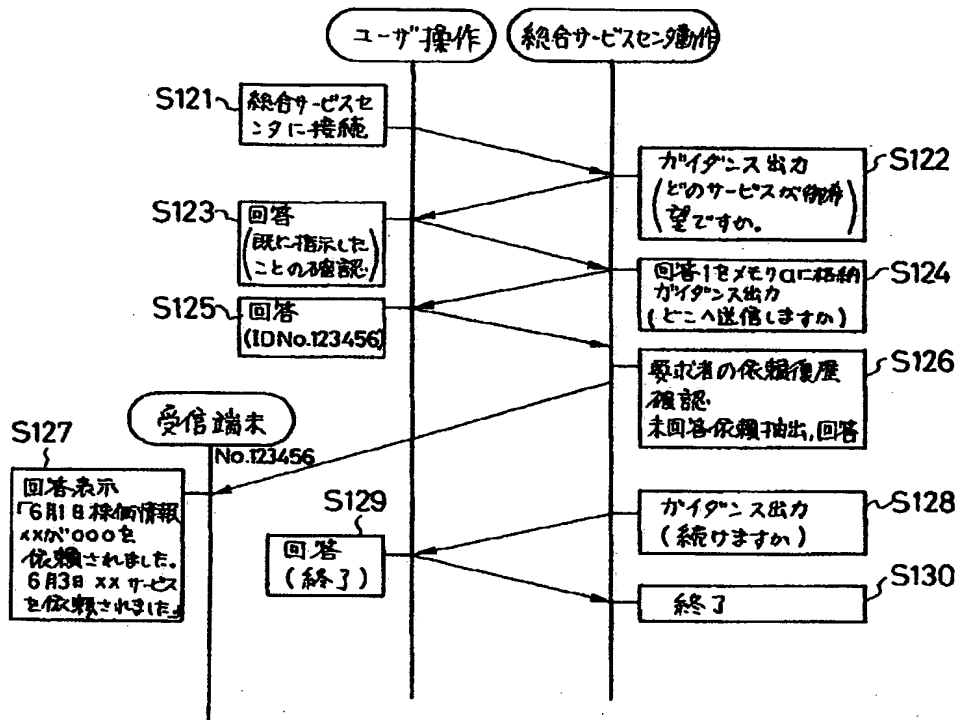 ユーザ操作
総合サービスセンタ動作
S121
総合サービスセ
ンタに接続
S122
ガイダンス出力
(どのサービスが御希
望ですか。)
S123
回答
(既に指示した
ことの確認)
S124
回答1をメモリaに格納
ガイダンス出力
(どこへ送信しますか)
S125
回答
(IDNo.123456)
S126
要求者の依頼復歴
確認
未回答依頼抽出,回答
受信端末
No.123456
S127
回答表示
「6月1日株価情報
××が〇〇〇を
依頼されました。
6月3日××サービス
を依頼されました」
S128
ガイダンス出力
(続けますか)
S129
回答
(終了)
S130
終了